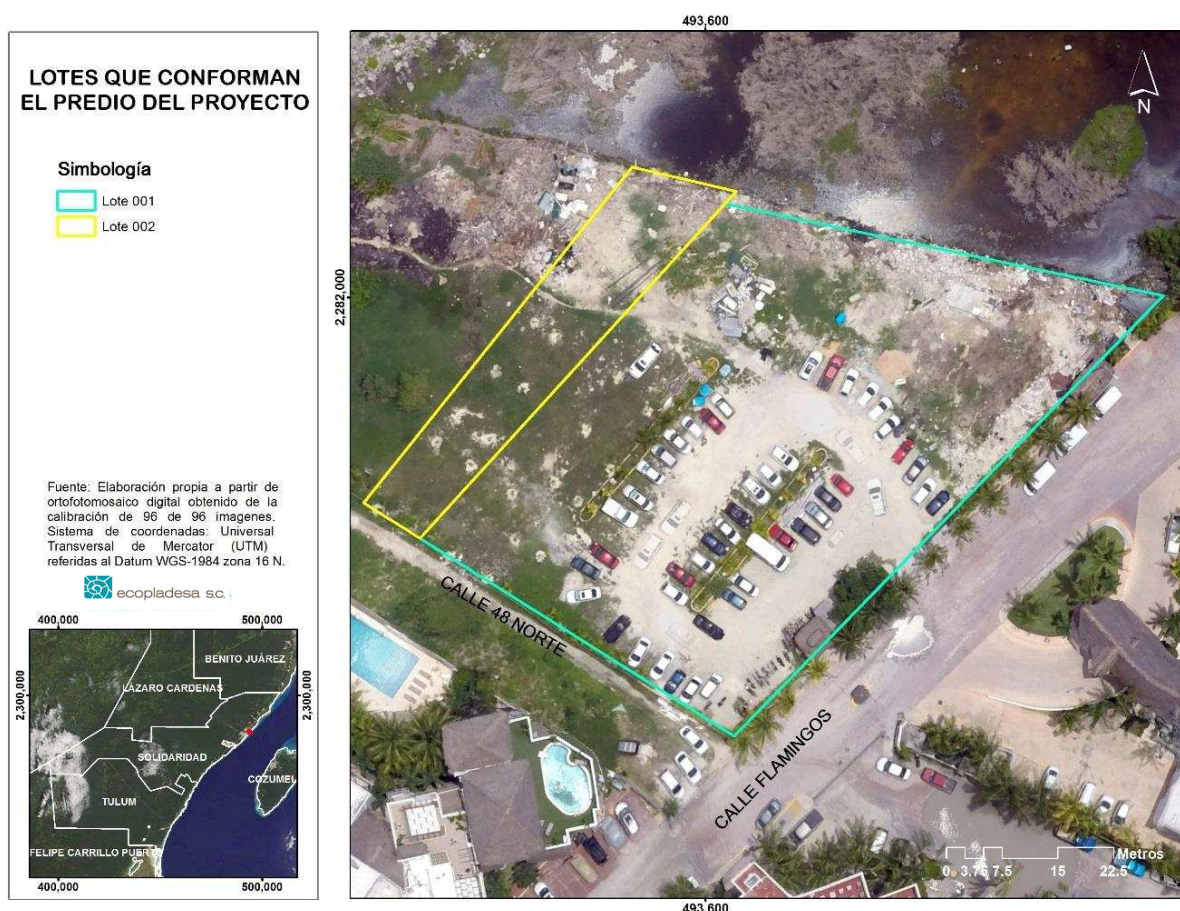 LOTES QUE CONFORMAN
EL PREDIO DEL PROYECTO
Simbología
Lote 001
Lote 002
Fuente: Elaboración propia a partir de
ortofotomosaico digital obtenido de la
calibración de 96 de 96 imagenes.
Sistema de coordenadas: Universal
Transversal de Mercator (UTM)
referidas al Datum WGS-1984 zona 16 N.
ecopladesa s.c.
400,000
500,000
2,300,000
2,300,000
BENITO JUÁREZ
LAZARO CARDENAS
SOLIDARIDAD
COZUMEL
TULUM
FELIPE CARRILLO PUERT
400,000
500,000
493,600
N
2,282,000
CALLE 48 NORTE
CALLE FLAMINGOS
Metros
0 3.75 7.5 15 22.5
493,600